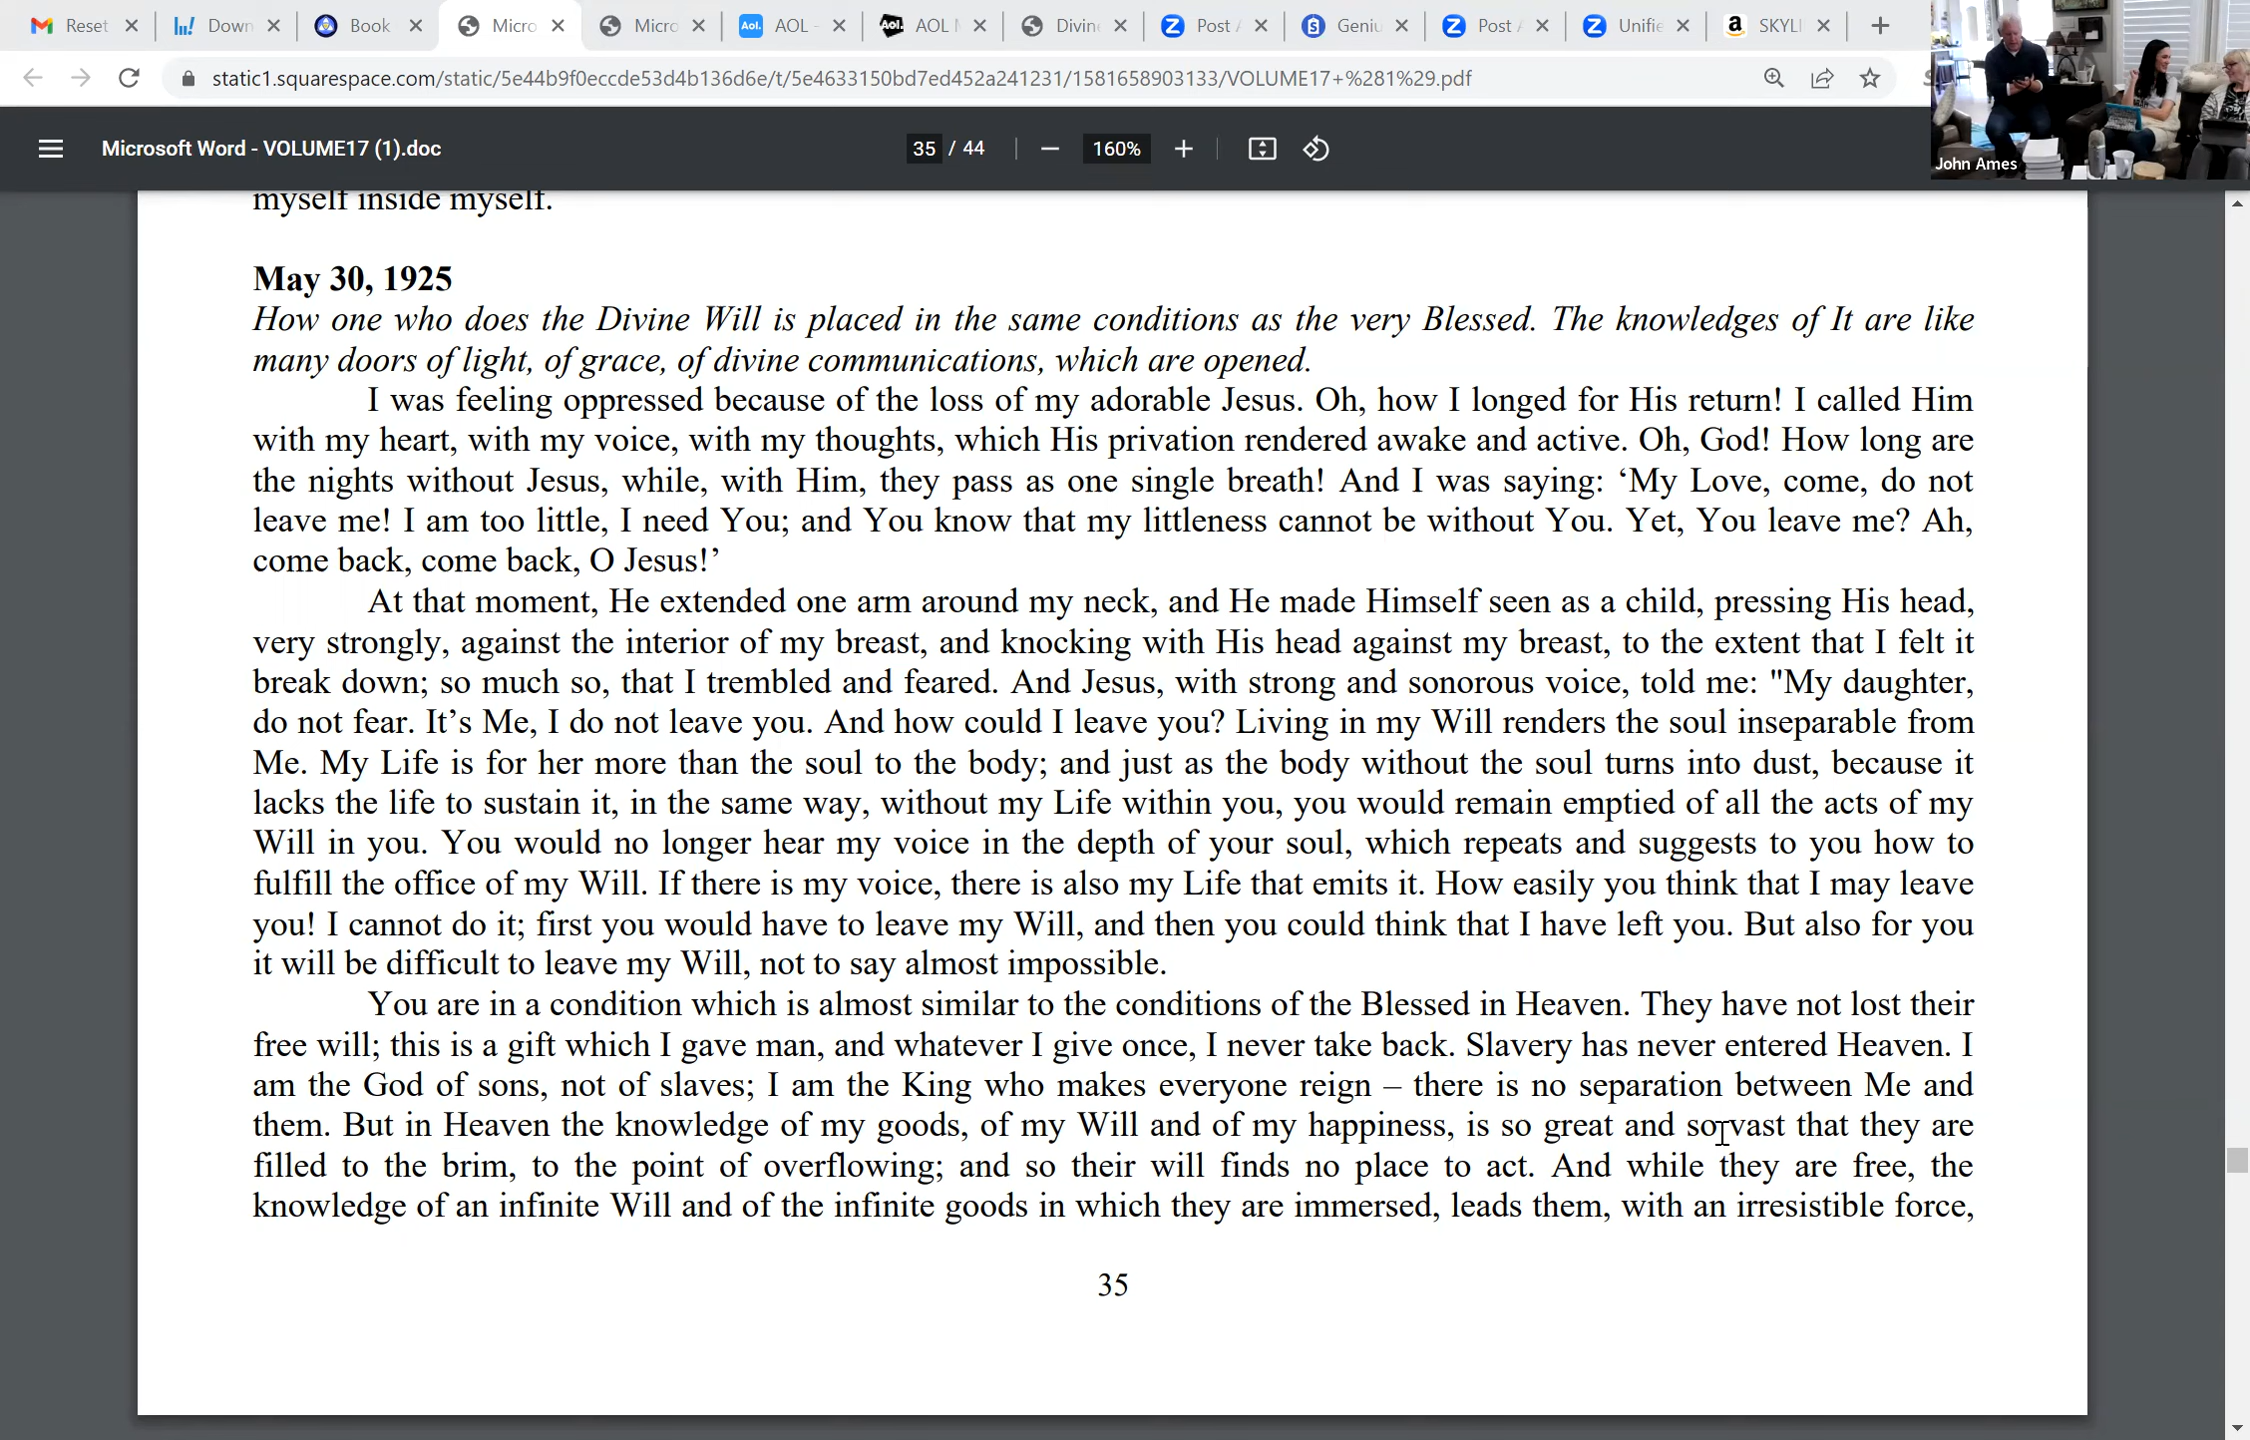 Reset
Down
Book
Micro
Micro
AOL -
AOL
Divine
Post
Geniu
Post
Unifie
SKYLI
static1.squarespace.com/static/5e44b9f0eccde53d4b136d6e/t/5e4633150bd7ed452a241231/1581658903133/VOLUME17+%281%29.pdf
Microsoft Word - VOLUME17 (1).doc
35 / 44
160%
John Ames
myself inside myself.
May 30, 1925
How one who does the Divine Will is placed in the same conditions as the very Blessed. The knowledges of It are like
many doors of light, of grace, of divine communications, which are opened.
I was feeling oppressed because of the loss of my adorable Jesus. Oh, how I longed for His return! I called Him
with my heart, with my voice, with my thoughts, which His privation rendered awake and active. Oh, God! How long are
the nights without Jesus, while, with Him, they pass as one single breath! And I was saying: ‘My Love, come, do not
leave me! I am too little, I need You; and You know that my littleness cannot be without You. Yet, You leave me? Ah,
come back, come back, O Jesus!’
At that moment, He extended one arm around my neck, and He made Himself seen as a child, pressing His head,
very strongly, against the interior of my breast, and knocking with His head against my breast, to the extent that I felt it
break down; so much so, that I trembled and feared. And Jesus, with strong and sonorous voice, told me: "My daughter,
do not fear. It’s Me, I do not leave you. And how could I leave you? Living in my Will renders the soul inseparable from
Me. My Life is for her more than the soul to the body; and just as the body without the soul turns into dust, because it
lacks the life to sustain it, in the same way, without my Life within you, you would remain emptied of all the acts of my
Will in you. You would no longer hear my voice in the depth of your soul, which repeats and suggests to you how to
fulfill the office of my Will. If there is my voice, there is also my Life that emits it. How easily you think that I may leave
you! I cannot do it; first you would have to leave my Will, and then you could think that I have left you. But also for you
it will be difficult to leave my Will, not to say almost impossible.
You are in a condition which is almost similar to the conditions of the Blessed in Heaven. They have not lost their
free will; this is a gift which I gave man, and whatever I give once, I never take back. Slavery has never entered Heaven. I
am the God of sons, not of slaves; I am the King who makes everyone reign – there is no separation between Me and
them. But in Heaven the knowledge of my goods, of my Will and of my happiness, is so great and so vast that they are
filled to the brim, to the point of overflowing; and so their will finds no place to act. And while they are free, the
knowledge of an infinite Will and of the infinite goods in which they are immersed, leads them, with an irresistible force,
35